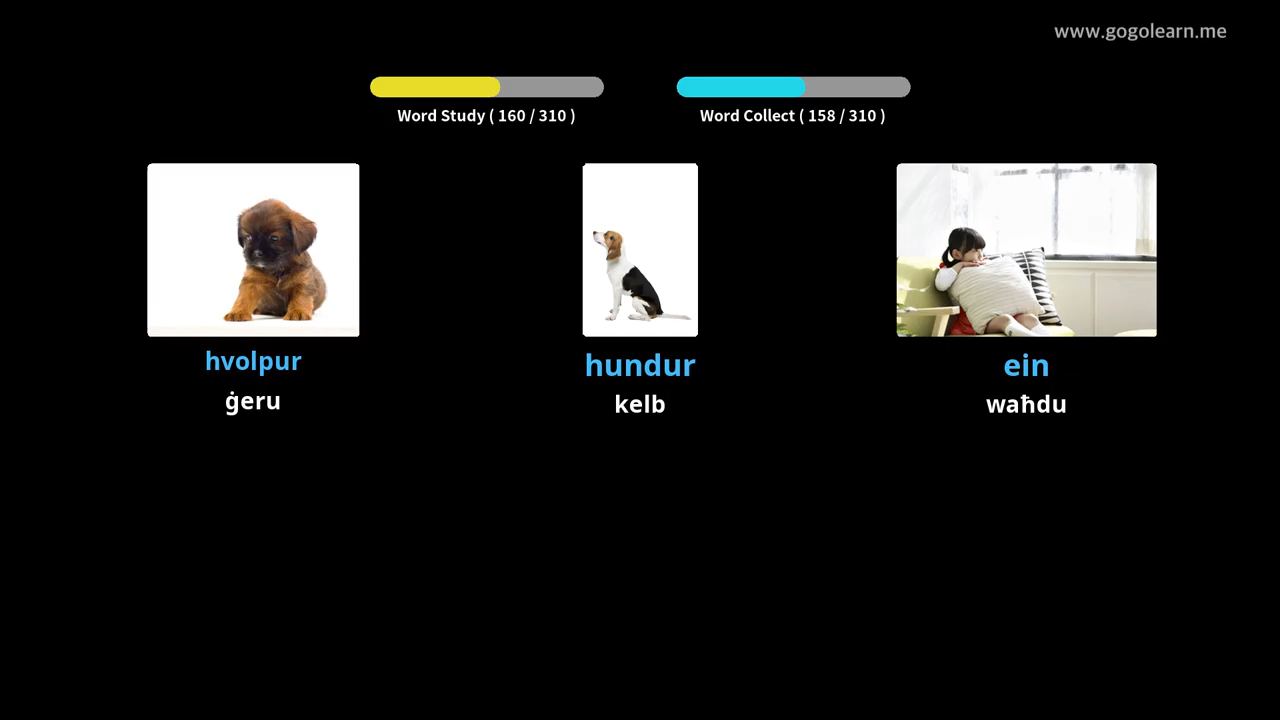 www.gogolearn.me
Word Study ( 160 / 310 )
Word Collect ( 158 / 310 )
hvolpur
ġeru
hundur
kelb
ein
waħdu